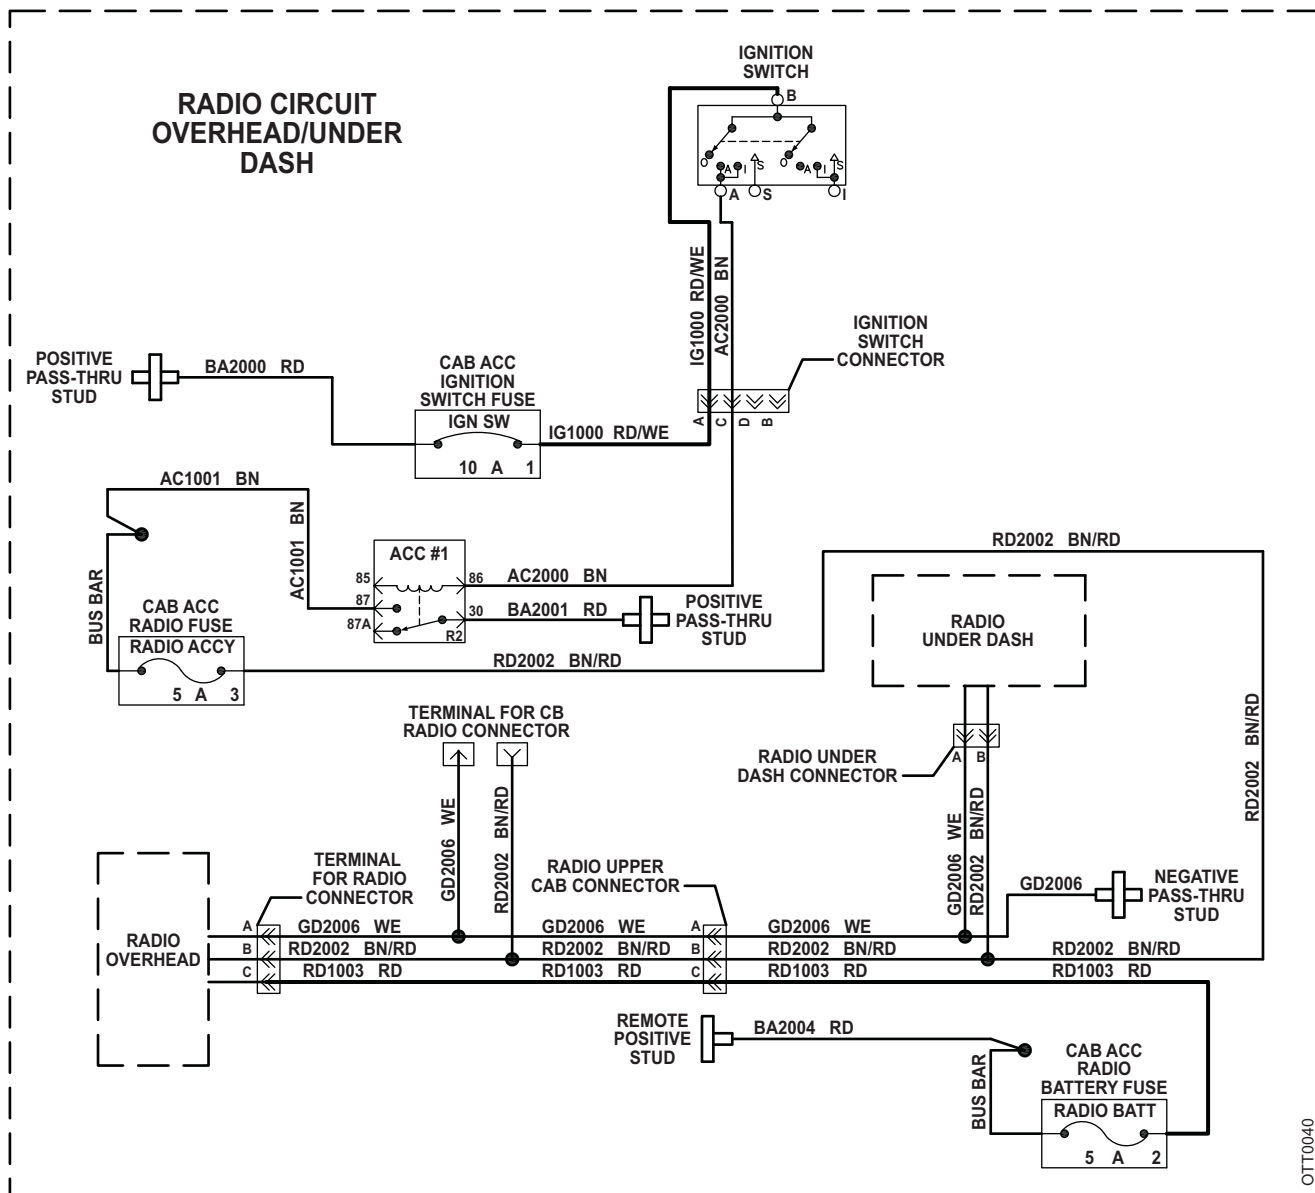 IGNITION
SWITCH
RADIO CIRCUIT
OVERHEAD/UNDER
DASH
B
O
A
I
S
O
A
I
S
A
S
I
IG1000 RD/WE
AC2000 BN
IGNITION
SWITCH
CONNECTOR
POSITIVE
PASS-THRU
STUD
BA2000 RD
CAB ACC
IGNITION
SWITCH FUSE
IGN SW
10 A 1
IG1000 RD/WE
A
C
D
B
AC1001 BN
AC1001 BN
BUS BAR
ACC #1
85
86
87
87A
30
R2
AC2000 BN
BA2001 RD
POSITIVE
PASS-THRU
STUD
RD2002 BN/RD
RADIO
UNDER DASH
CAB ACC
RADIO FUSE
RADIO ACCY
5 A 3
RD2002 BN/RD
RD2002 BN/RD
TERMINAL FOR CB
RADIO CONNECTOR
RADIO UNDER
DASH CONNECTOR
A
B
GD2006 WE
RD2002 BN/RD
GD2006 WE
RD2002 BN/RD
TERMINAL
FOR RADIO
CONNECTOR
RADIO UPPER
CAB CONNECTOR
GD2006
NEGATIVE
PASS-THRU
STUD
RADIO
OVERHEAD
A
GD2006 WE
GD2006 WE
A
GD2006 WE
B
RD2002 BN/RD
RD2002 BN/RD
B
RD2002 BN/RD
RD2002 BN/RD
C
RD1003 RD
RD1003 RD
C
RD1003 RD
RD1003 RD
REMOTE
POSITIVE
STUD
BA2004 RD
BUS BAR
CAB ACC
RADIO
BATTERY FUSE
RADIO BATT
5 A 2
OTT0040